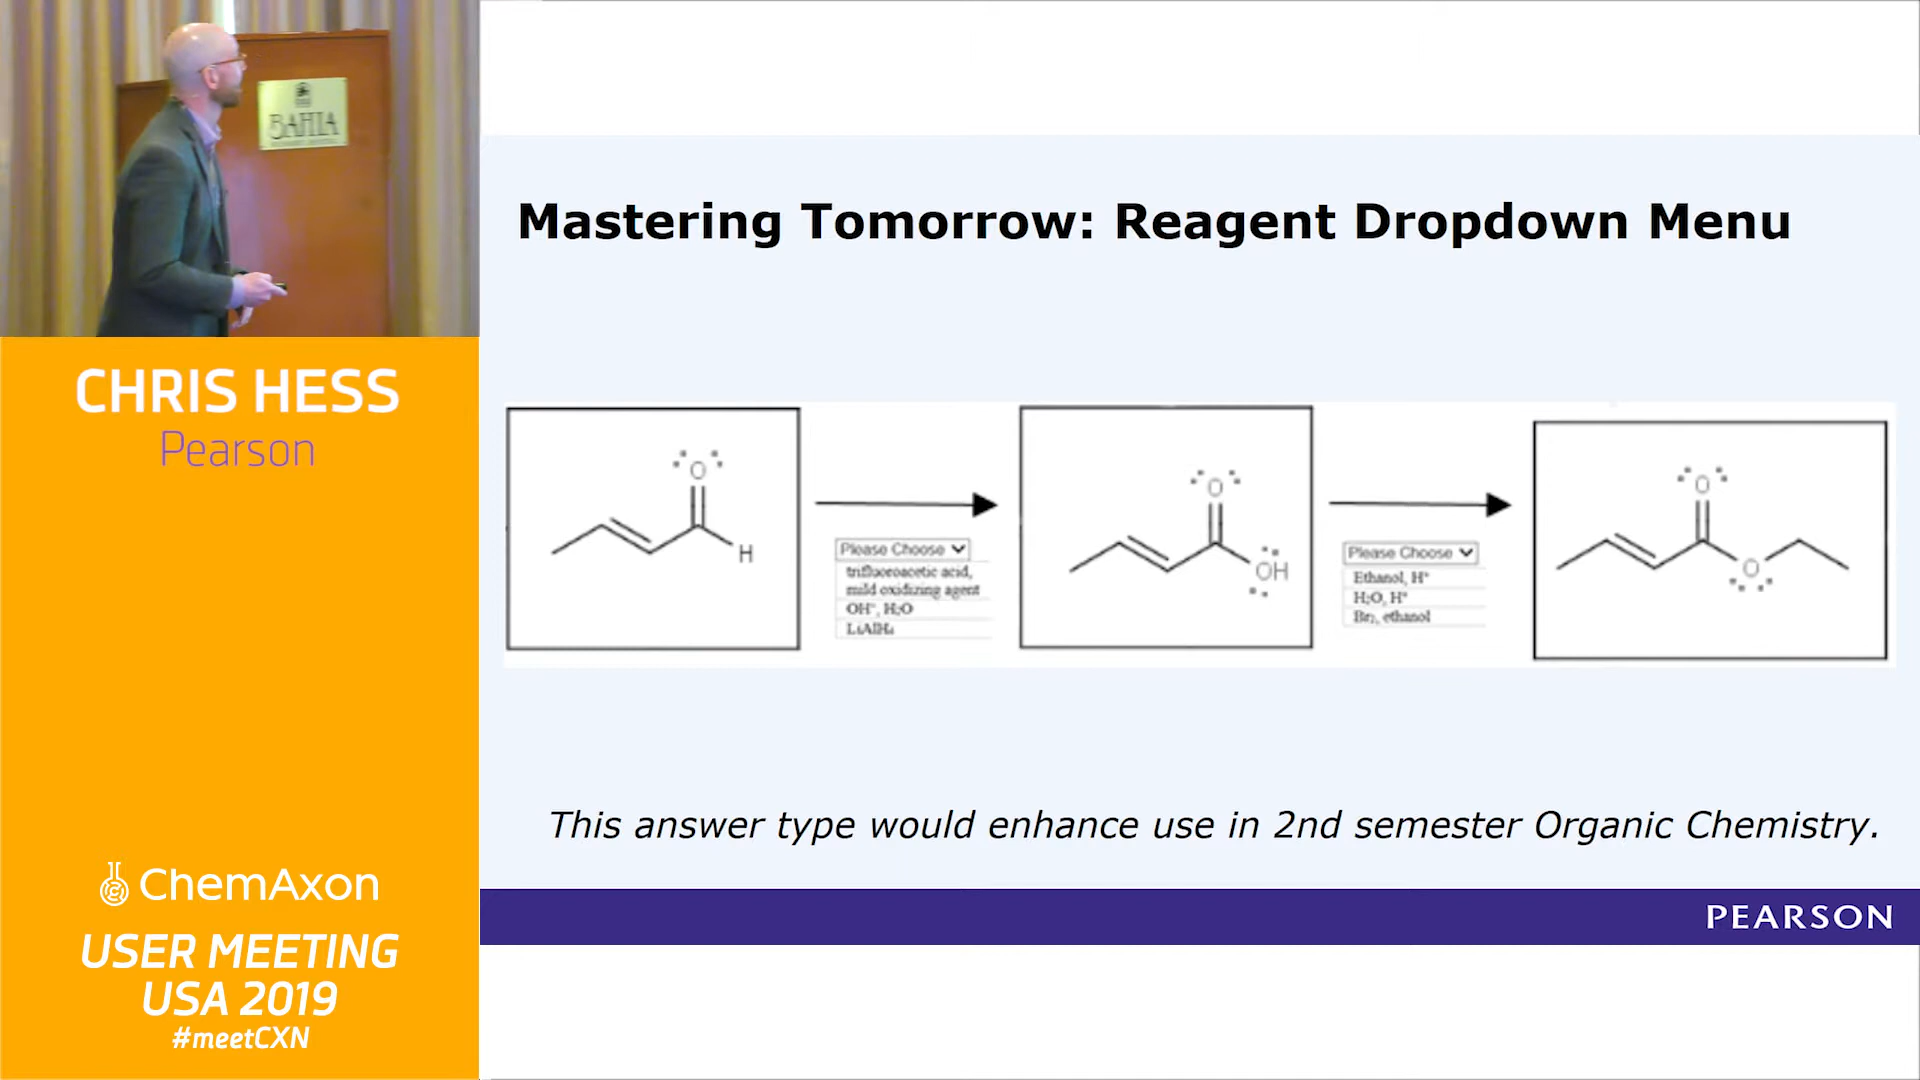 BAHIA
CHRIS HESS
Pearson
ChemAxon
USER MEETING
USA 2019
#meetCXN
Mastering Tomorrow: Reagent Dropdown Menu
O
H
Please Choose
trifluoroacetic acid,
mild oxidizing agent
OH⁻, H₂O
LiAlH₄
O
OH
Please Choose
Ethanol, H⁺
H₂O, H⁺
Br₂, ethanol
O
O
This answer type would enhance use in 2nd semester Organic Chemistry.
PEARSON